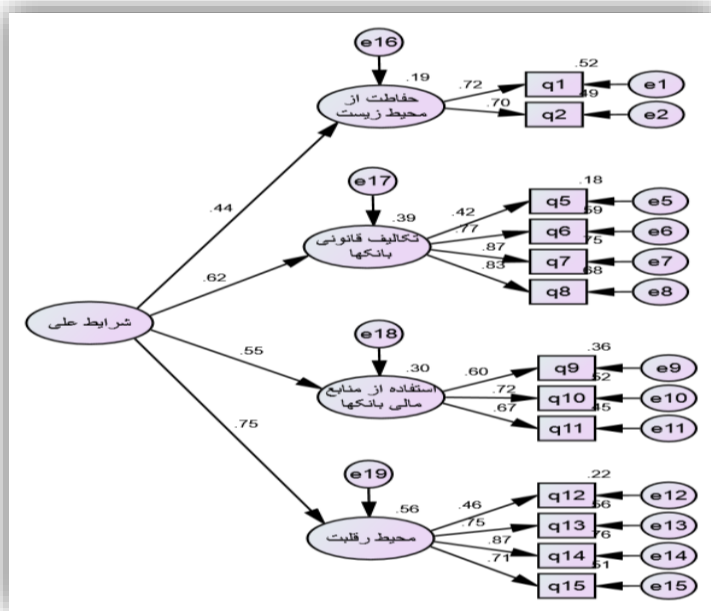 e16
.19
.52
حفاظت از
محیط زیست
.72
q1
e1
.49
.70
q2
e2
.44
e17
.39
.18
تکالیف قانونی
بانکها
.42
q5
e5
.59
.77
q6
e6
.75
.87
q7
e7
.68
.83
q8
e8
.62
شرایط علی
e18
.30
.36
.55
استفاده از منابع
مالی بانکها
.60
q9
e9
.52
.72
q10
e10
.45
.67
q11
e11
.75
e19
.56
.22
محیط رقلبت
.46
q12
e12
.56
.75
q13
e13
.76
.87
q14
e14
.51
.71
q15
e15